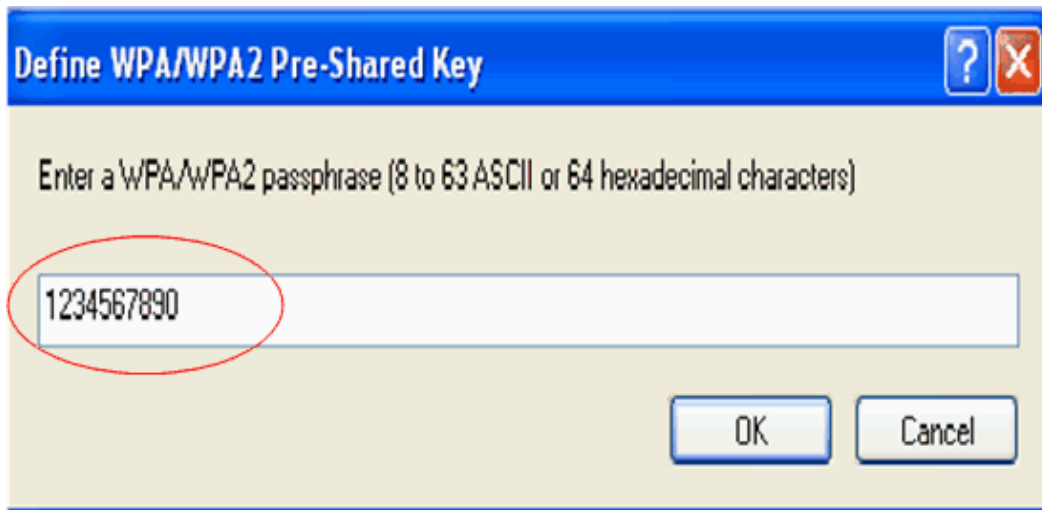 Define WPA/WPA2 Pre-Shared Key
Enter a WPA/WPA2 passphrase (8 to 63 ASCII or 64 hexadecimal characters)
1234567890
OK Cancel